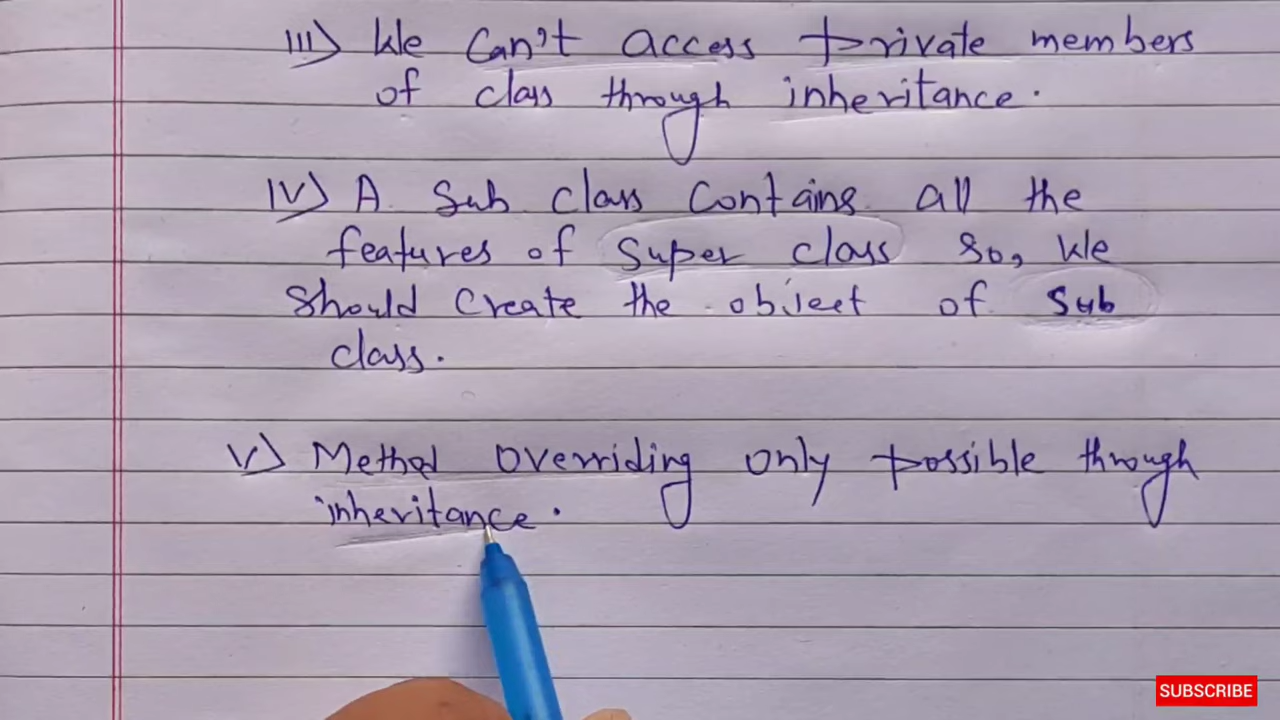 III) We can't access private members
of class through inheritance.
IV) A sub class contains all the
features of super class so, we
should create the object of sub
class.
V) Method overriding only possible through
inheritance.
SUBSCRIBE